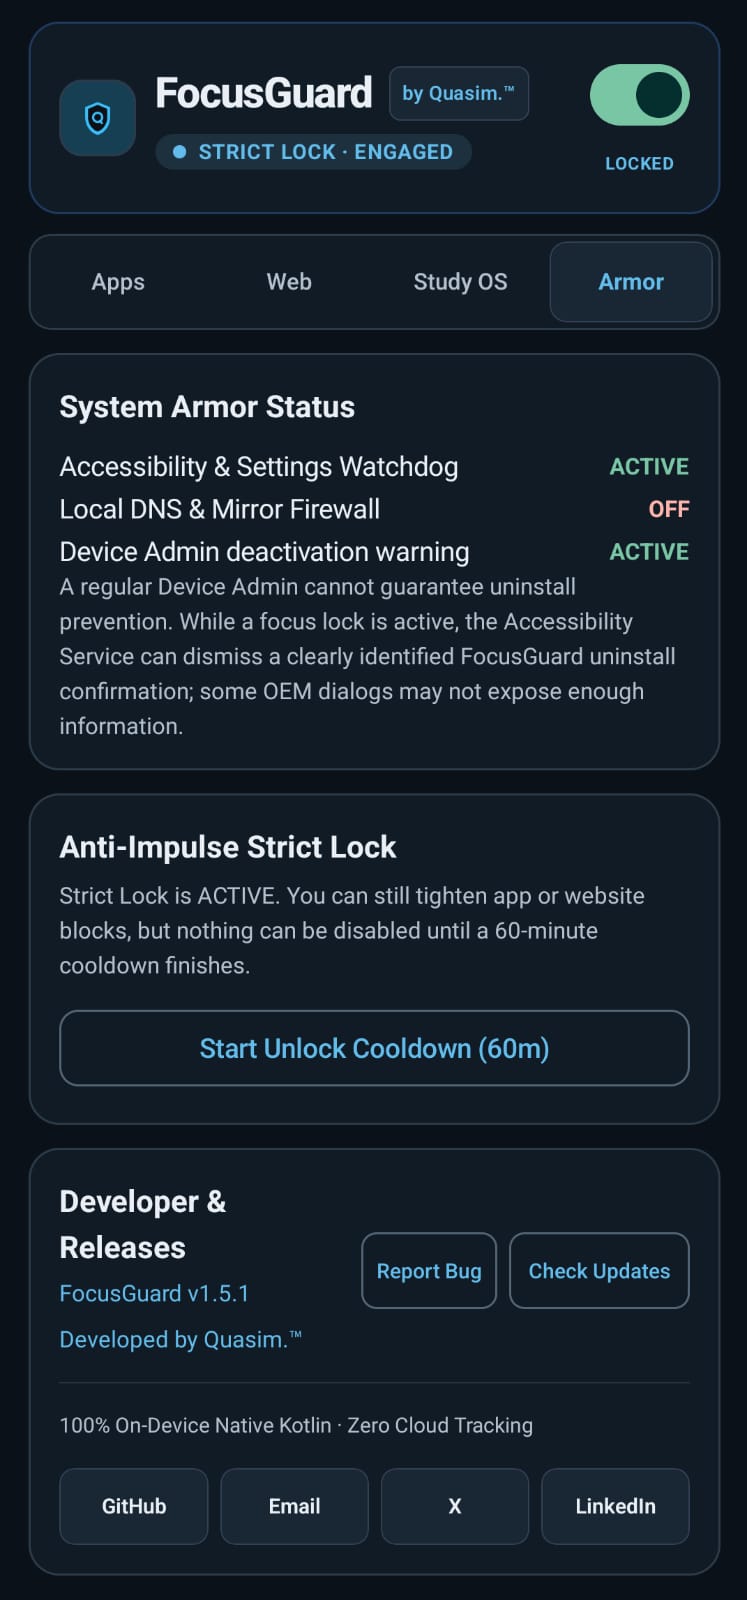 FocusGuard by Quasim.™
STRICT LOCK · ENGAGED
LOCKED
Apps Web Study OS Armor
System Armor Status
Accessibility & Settings Watchdog ACTIVE
Local DNS & Mirror Firewall OFF
Device Admin deactivation warning ACTIVE
A regular Device Admin cannot guarantee uninstall
prevention. While a focus lock is active, the Accessibility
Service can dismiss a clearly identified FocusGuard uninstall
confirmation; some OEM dialogs may not expose enough
information.
Anti-Impulse Strict Lock
Strict Lock is ACTIVE. You can still tighten app or website
blocks, but nothing can be disabled until a 60-minute
cooldown finishes.
Start Unlock Cooldown (60m)
Developer &
Releases
FocusGuard v1.5.1
Developed by Quasim.™
Report Bug Check Updates
100% On-Device Native Kotlin · Zero Cloud Tracking
GitHub Email X LinkedIn